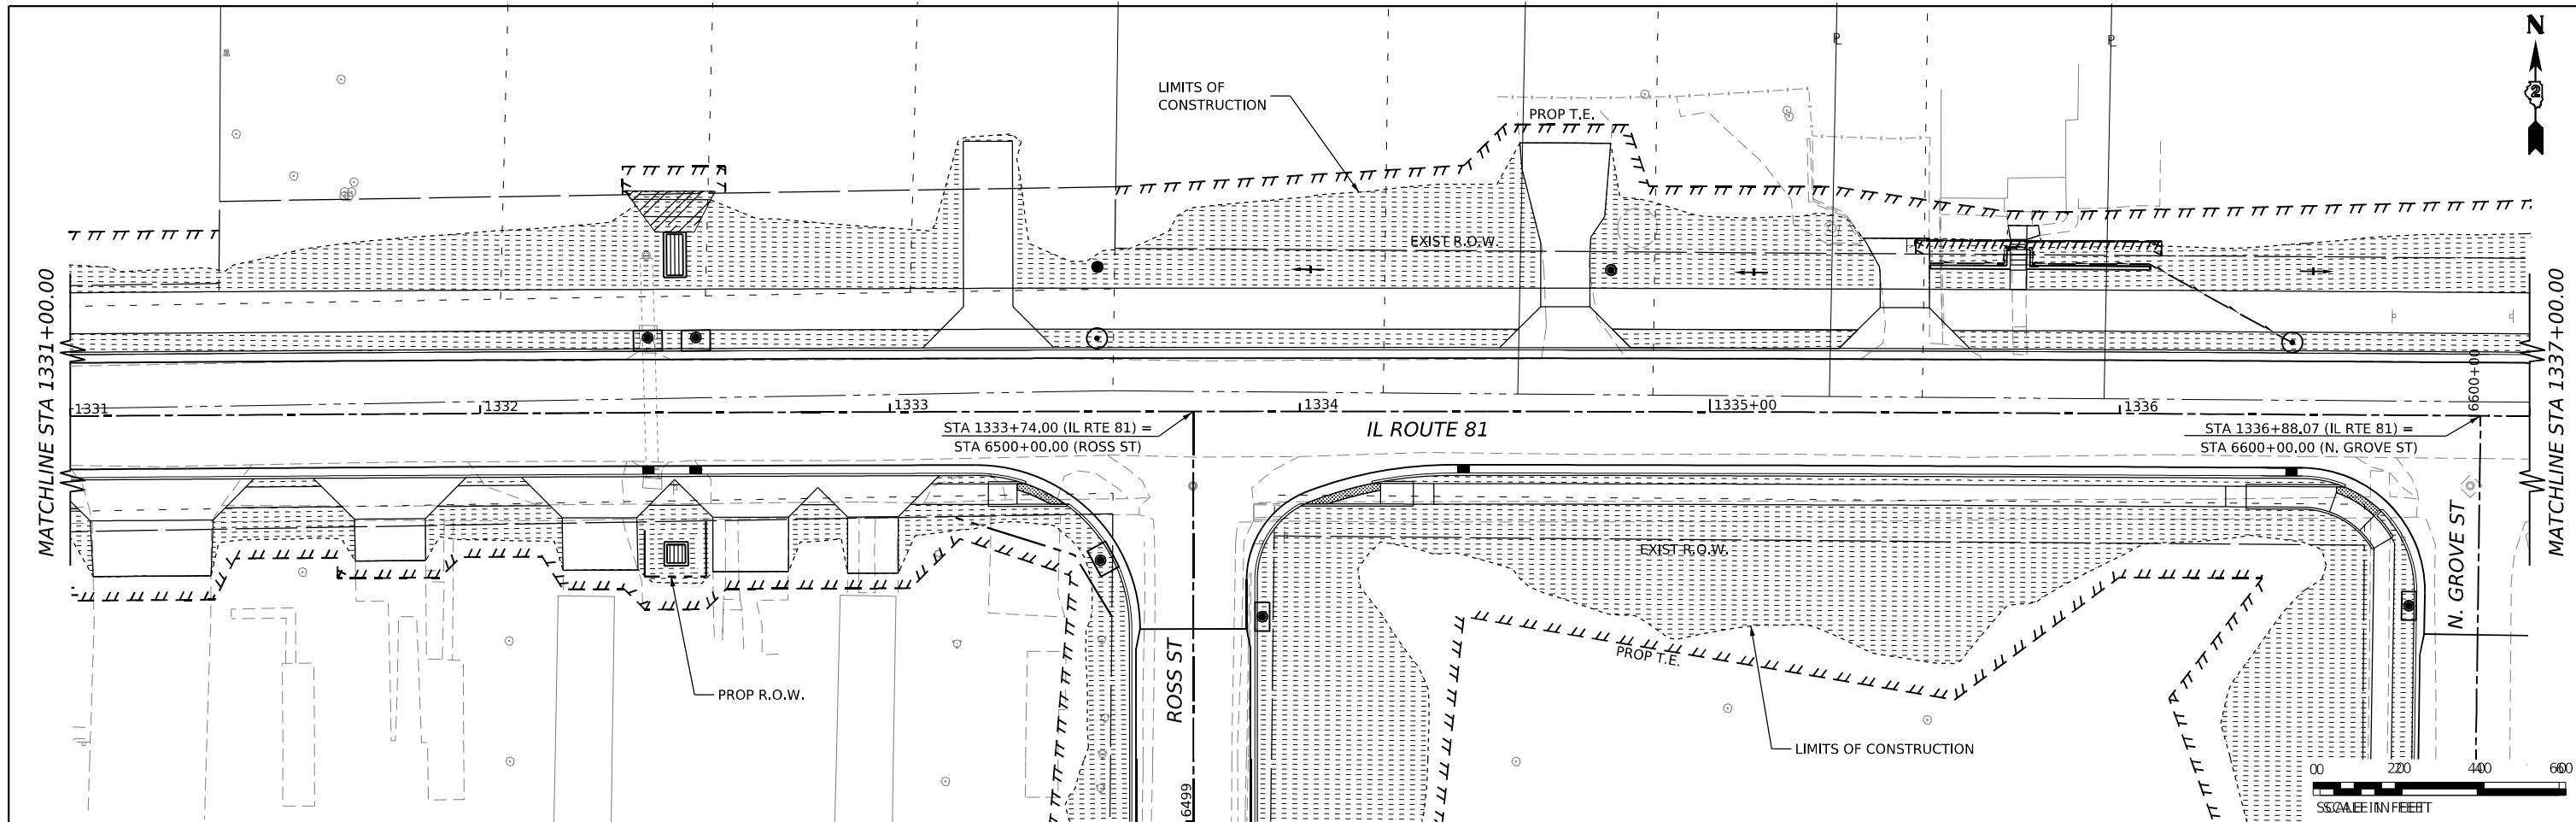 N
2
LIMITS OF
CONSTRUCTION
PROP T.E.
EXIST R.O.W.
MATCHLINE STA 1331+00.00
MATCHLINE STA 1337+00.00
6600+00
1331
1332
1333
1334
1335+00
1336
STA 1333+74.00 (IL RTE 81) =
STA 6500+00.00 (ROSS ST)
IL ROUTE 81
STA 1336+88.07 (IL RTE 81) =
STA 6600+00.00 (N. GROVE ST)
EXIST R.O.W.
N. GROVE ST
PROP T.E.
PROP R.O.W.
ROSS ST
LIMITS OF CONSTRUCTION
6499
0 20 40 60
SCALE IN FEET